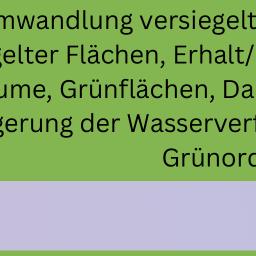 mwandlung versiegelt
gelter Flächen, Erhalt/
ume, Grünflächen, Da
gerung der Wasserverf
Grünord